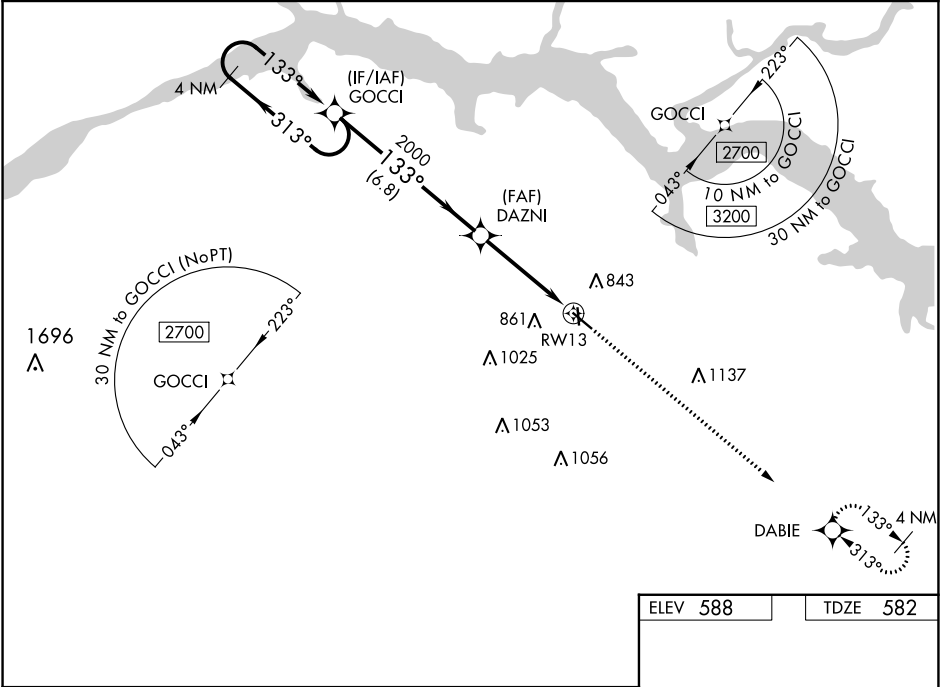 133°
4 NM
313°
(IF/IAF)
GOCCI
2000
133°
(6.8)
(FAF)
DAZNI
GOCCI
223°
043°
2700
10 NM to GOCCI
3200
30 NM to GOCCI
30 NM to GOCCI (NoPT)
2700
223°
GOCCI
043°
1696
843
861
RW13
1025
1137
1053
1056
DABIE
133°
4 NM
313°
ELEV 588
TDZE 582